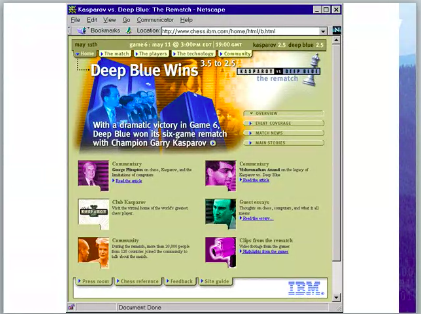 Kasparov vs. Deep Blue: The Rematch - Netscape
File Edit View Go Communicator Help
Bookmarks Location: http://www.chess.ibm.com/home/html/b.html
may 11th game 6: may 11 @ 3:00PM EDT | 19:00 GMT kasparov 2.5 deep blue 3.5
home The match The players The technology Community
Deep Blue Wins 3.5 to 2.5
KASPAROV vs DEEP BLUE
the rematch
With a dramatic victory in Game 6,
Deep Blue won its six-game rematch
with Champion Garry Kasparov
OVERVIEW
EVENT COVERAGE
MATCH NEWS
MAIN STORIES
Commentary
George Plimpton on chess, Kasparov, and the
limitations of computers.
Read the article
Commentary
Viswanathan Anand on the legacy of
Kasparov vs. Deep Blue.
Read the article
Club Kasparov
Visit the virtual home of the world's greatest
chess player.
Guest essays
Thoughts on chess, computers, and what it all
means
Read the essays
Community
During the rematch, more than 20,000 people
from 120 countries joined the community to
talk about the match.
Clips from the rematch
Video footage from the games
Highlights from the games
Press room Chess reference Feedback Site guide
IBM.
Document Done